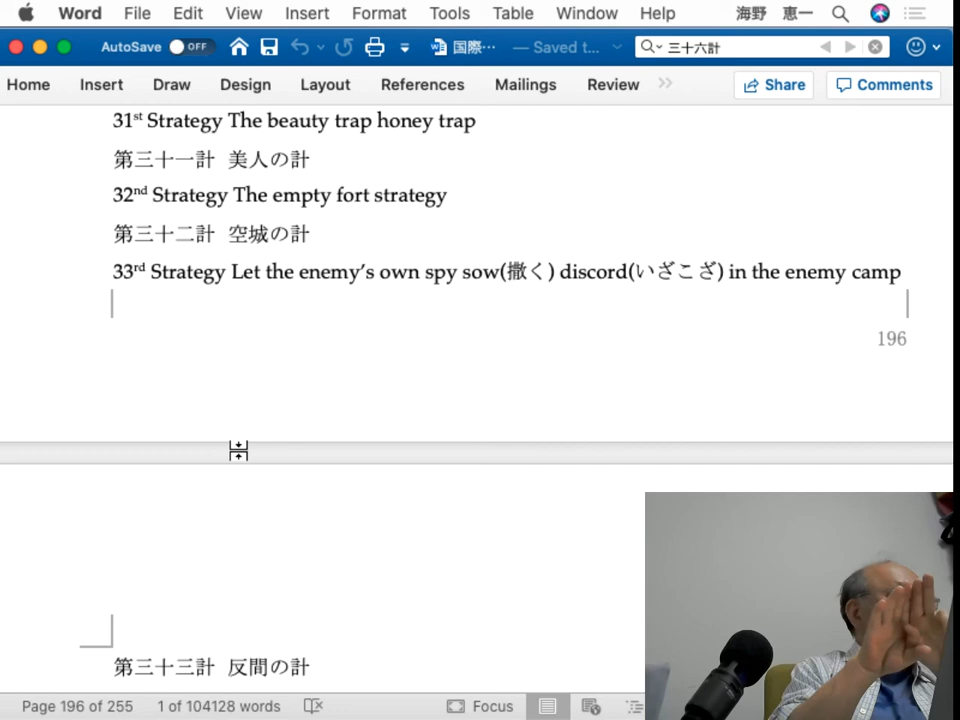 Word File Edit View Insert Format Tools Table Window Help 海野 恵一
AutoSave OFF 国際… — Saved t… 三十六計
Home Insert Draw Design Layout References Mailings Review Share Comments
31st Strategy The beauty trap honey trap
第三十一計 美人の計
32nd Strategy The empty fort strategy
第三十二計 空城の計
33rd Strategy Let the enemy's own spy sow(撒く) discord(いざこざ) in the enemy camp
196
第三十三計 反間の計
Page 196 of 255 1 of 104128 words Focus